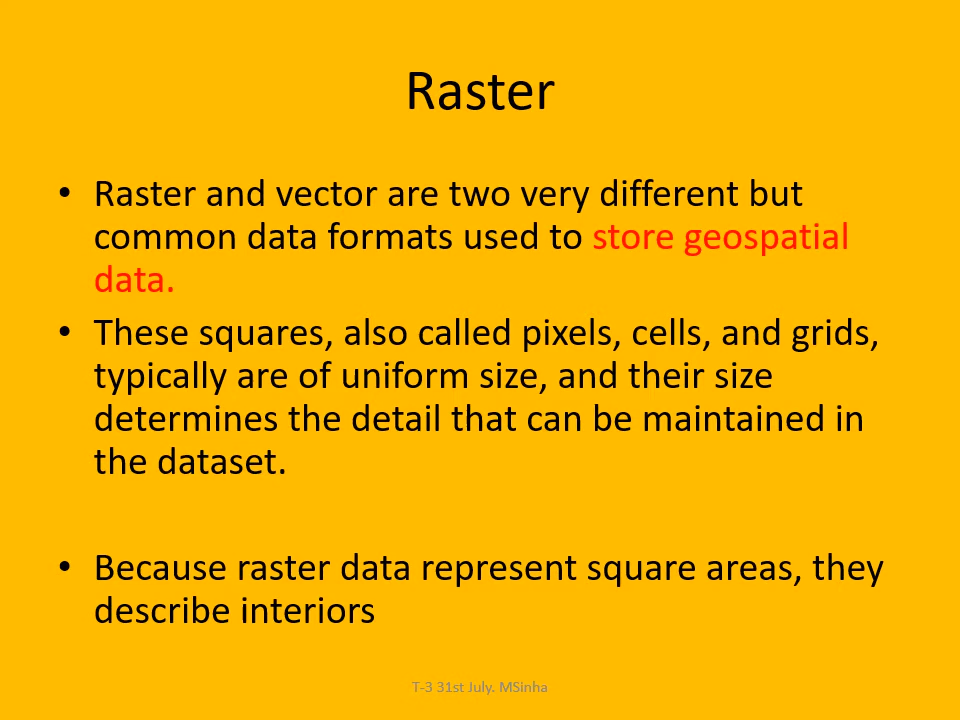 Raster
• Raster and vector are two very different but
common data formats used to store geospatial
data.
• These squares, also called pixels, cells, and grids,
typically are of uniform size, and their size
determines the detail that can be maintained in
the dataset.
• Because raster data represent square areas, they
describe interiors
T-3 31st July. MSinha